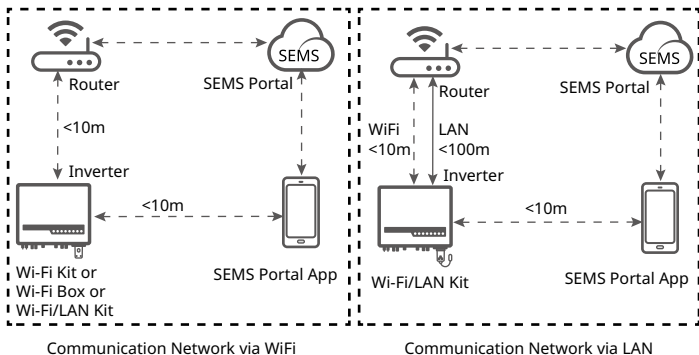 SEMS
Router
SEMS Portal
<10m
Inverter
<10m
Wi-Fi Kit or
Wi-Fi Box or
Wi-Fi/LAN Kit
SEMS Portal App
Communication Network via WiFi
SEMS
Router
SEMS Portal
WiFi
<10m
LAN
<100m
Inverter
<10m
Wi-Fi/LAN Kit
SEMS Portal App
Communication Network via LAN